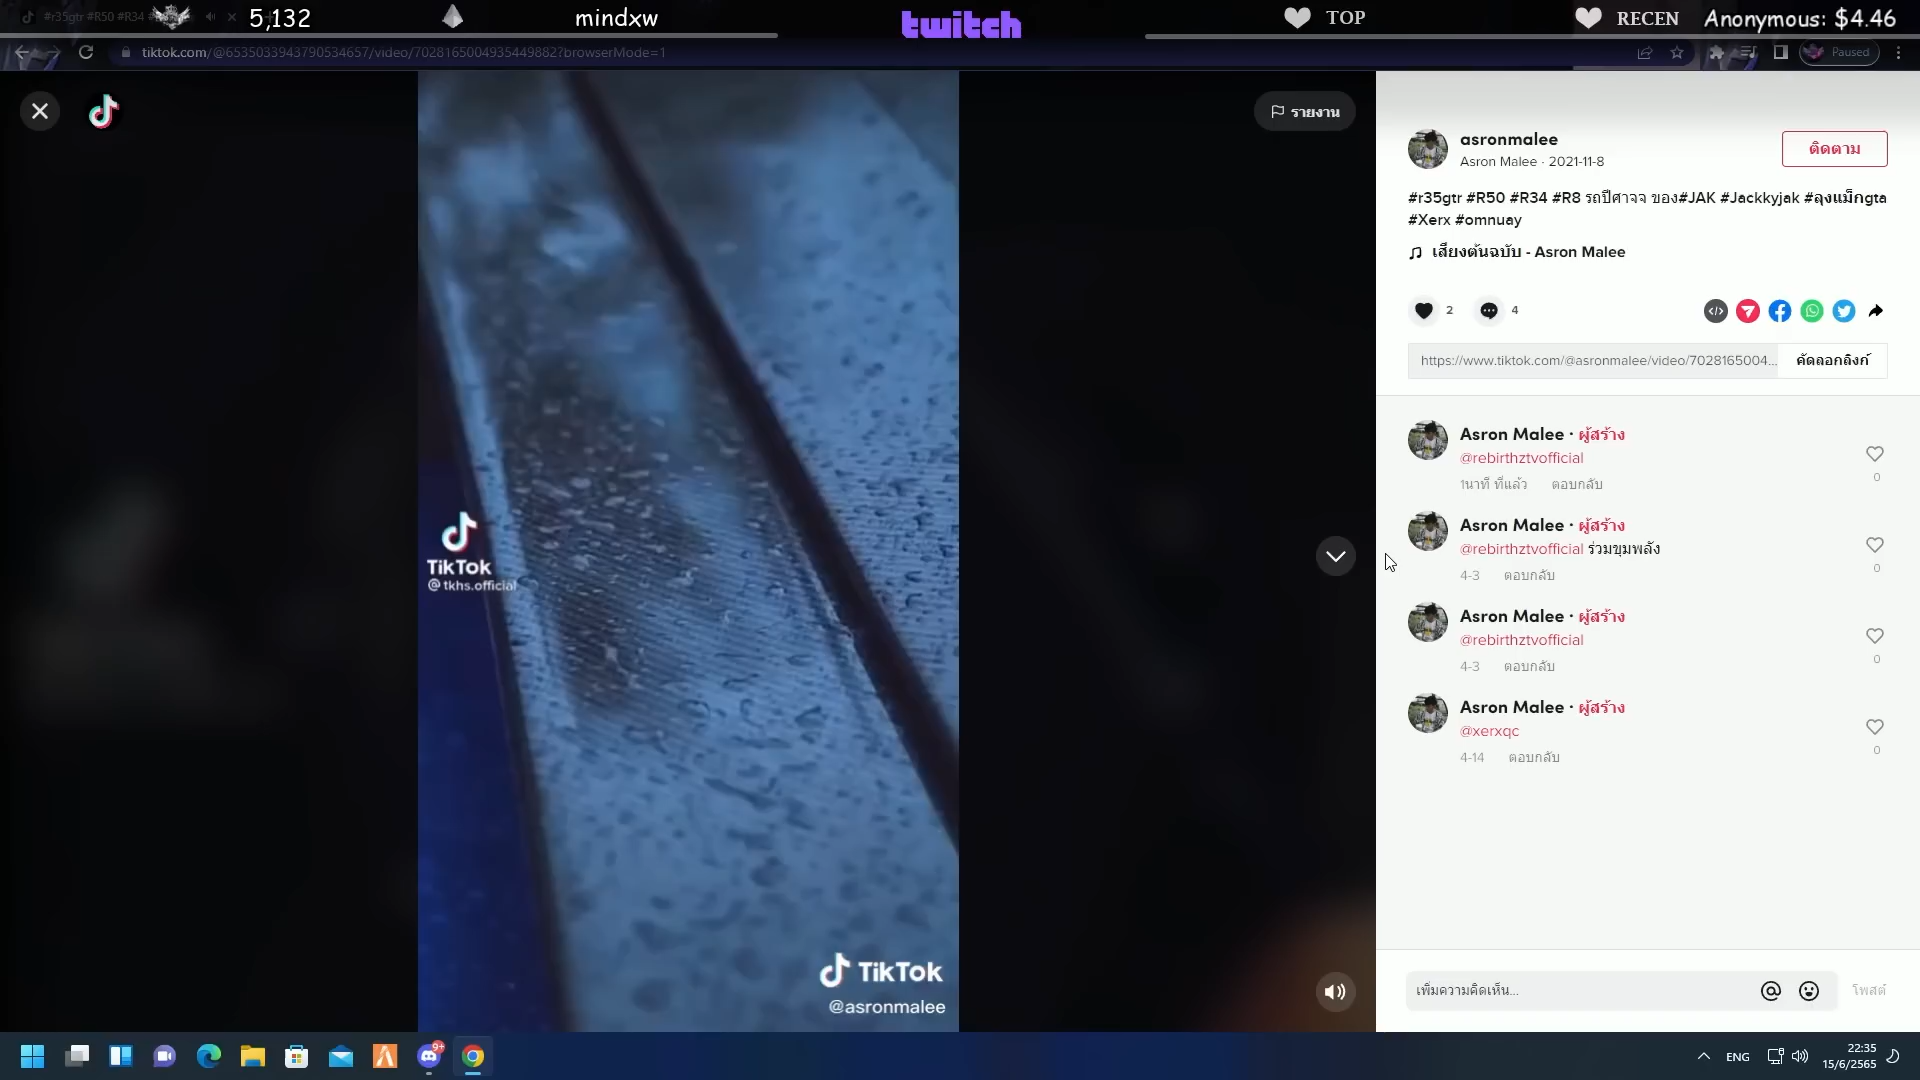 #r35gtr #R50 #R34
5,132
mindxw
twitch
TOP
RECEN
Anonymous: $4.46
tiktok.com/@6535033943790534657/video/7028165004935449882?browserMode=1
Paused
รายงาน
asronmalee
Asron Malee · 2021-11-8
ติดตาม
#r35gtr #R50 #R34 #R8 รถปีศาจจ ของ#JAK #Jackkyjak #ลุงแม็กgta
#Xerx #omnuay
เสียงต้นฉบับ - Asron Malee
2
4
https://www.tiktok.com/@asronmalee/video/7028165004...
คัดลอกลิงก์
Asron Malee · ผู้สร้าง
@rebirthztvofficial
1นาที ที่แล้ว ตอบกลับ
0
Asron Malee · ผู้สร้าง
@rebirthztvofficial ร่วมขุมพลัง
4-3 ตอบกลับ
0
Asron Malee · ผู้สร้าง
@rebirthztvofficial
4-3 ตอบกลับ
0
Asron Malee · ผู้สร้าง
@xerxqc
4-14 ตอบกลับ
0
TikTok
@tkhs.official
TikTok
@asronmalee
เพิ่มความคิดเห็น...
โพสต์
9+
ENG
22:35
15/6/2565